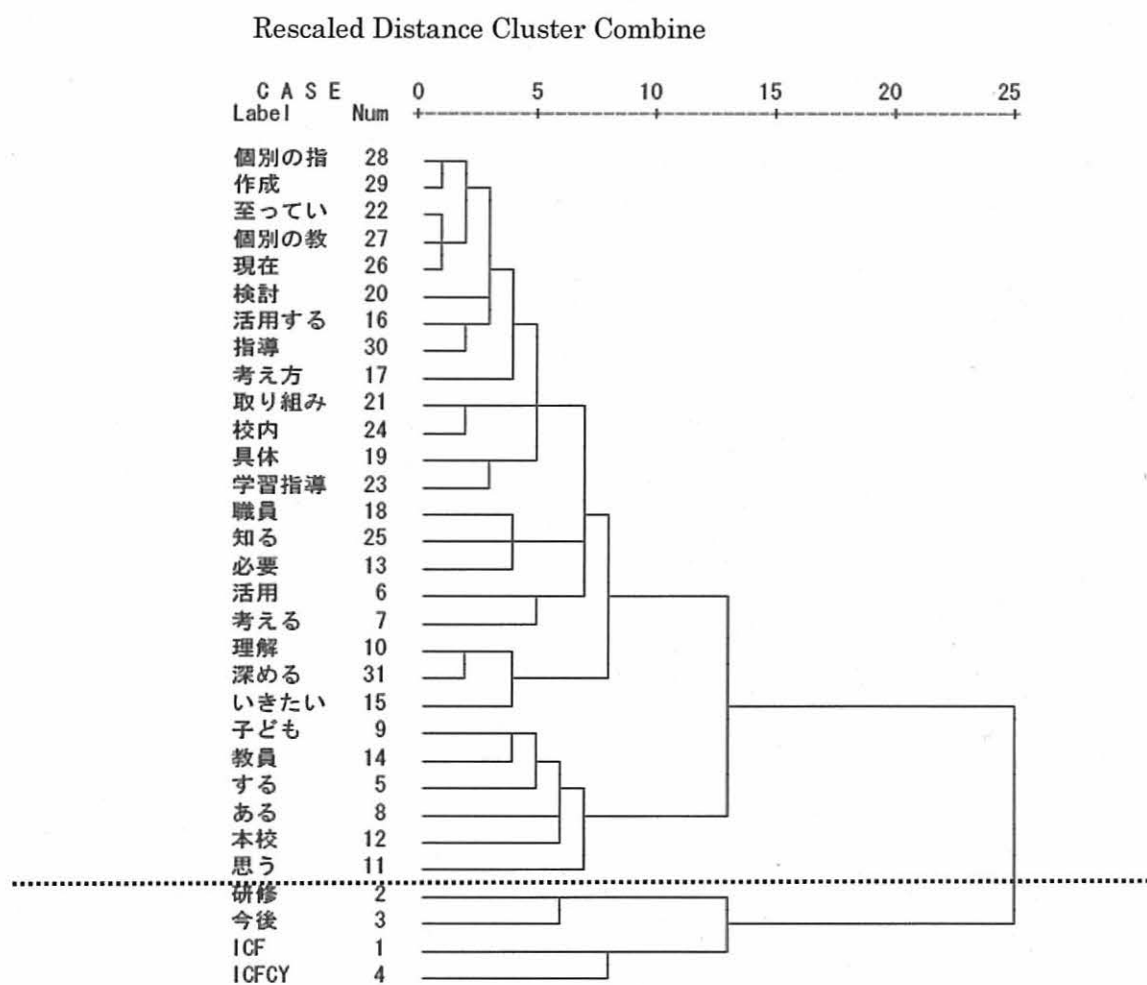 Rescaled Distance Cluster Combine
C A S E 0 5 10 15 20 25
Label Num
個別の指 28
作成 29
至ってい 22
個別の教 27
現在 26
検討 20
活用する 16
指導 30
考え方 17
取り組み 21
校内 24
具体 19
学習指導 23
職員 18
知る 25
必要 13
活用 6
考える 7
理解 10
深める 31
いきたい 15
子ども 9
教員 14
する 5
ある 8
本校 12
思う 11
研修 2
今後 3
ICF 1
ICFCY 4